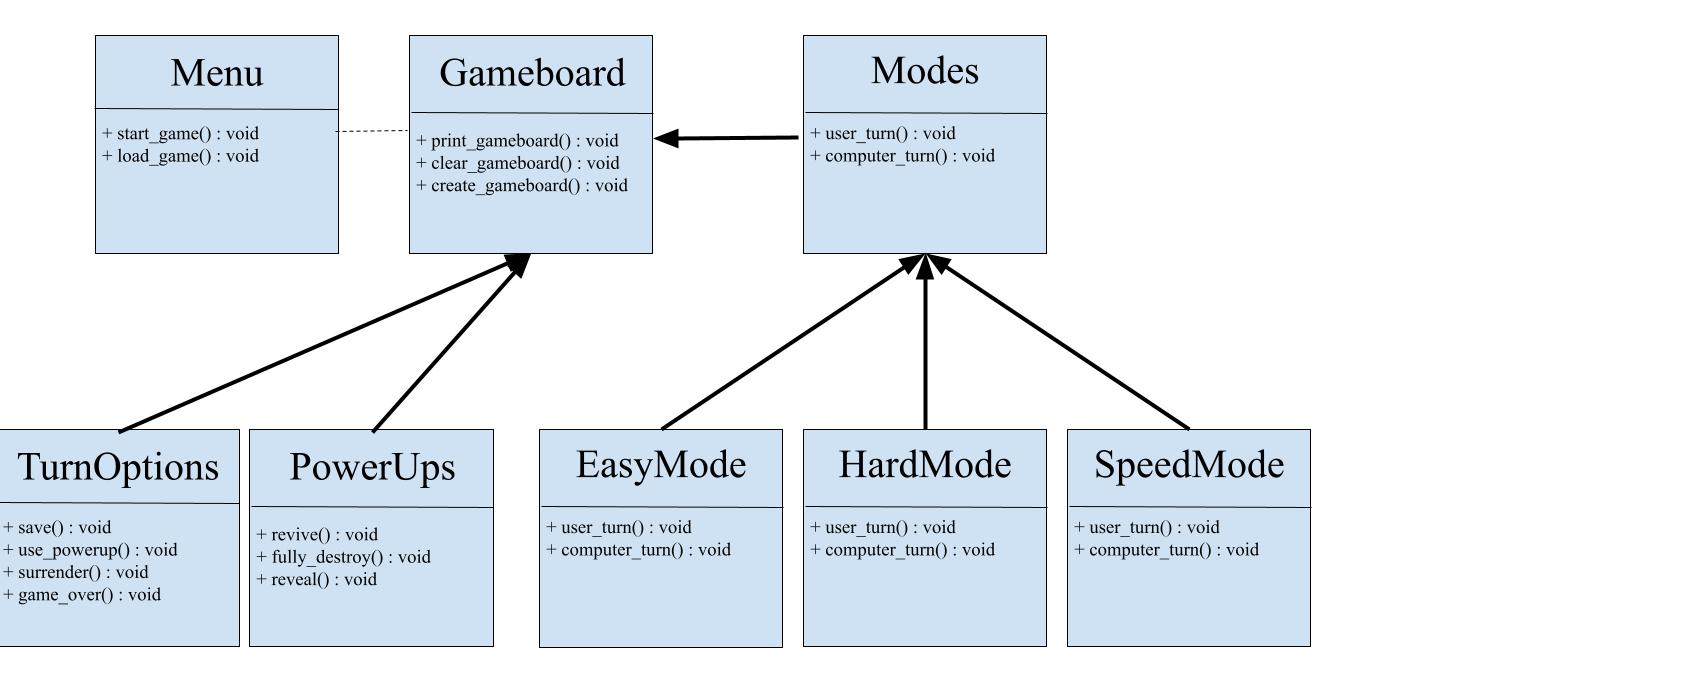 Menu
+ start_game() : void
+ load_game() : void
Gameboard
+ print_gameboard() : void
+ clear_gameboard() : void
+ create_gameboard() : void
Modes
+ user_turn() : void
+ computer_turn() : void
TurnOptions
+ save() : void
+ use_powerup() : void
+ surrender() : void
+ game_over() : void
PowerUps
+ revive() : void
+ fully_destroy() : void
+ reveal() : void
EasyMode
+ user_turn() : void
+ computer_turn() : void
HardMode
+ user_turn() : void
+ computer_turn() : void
SpeedMode
+ user_turn() : void
+ computer_turn() : void